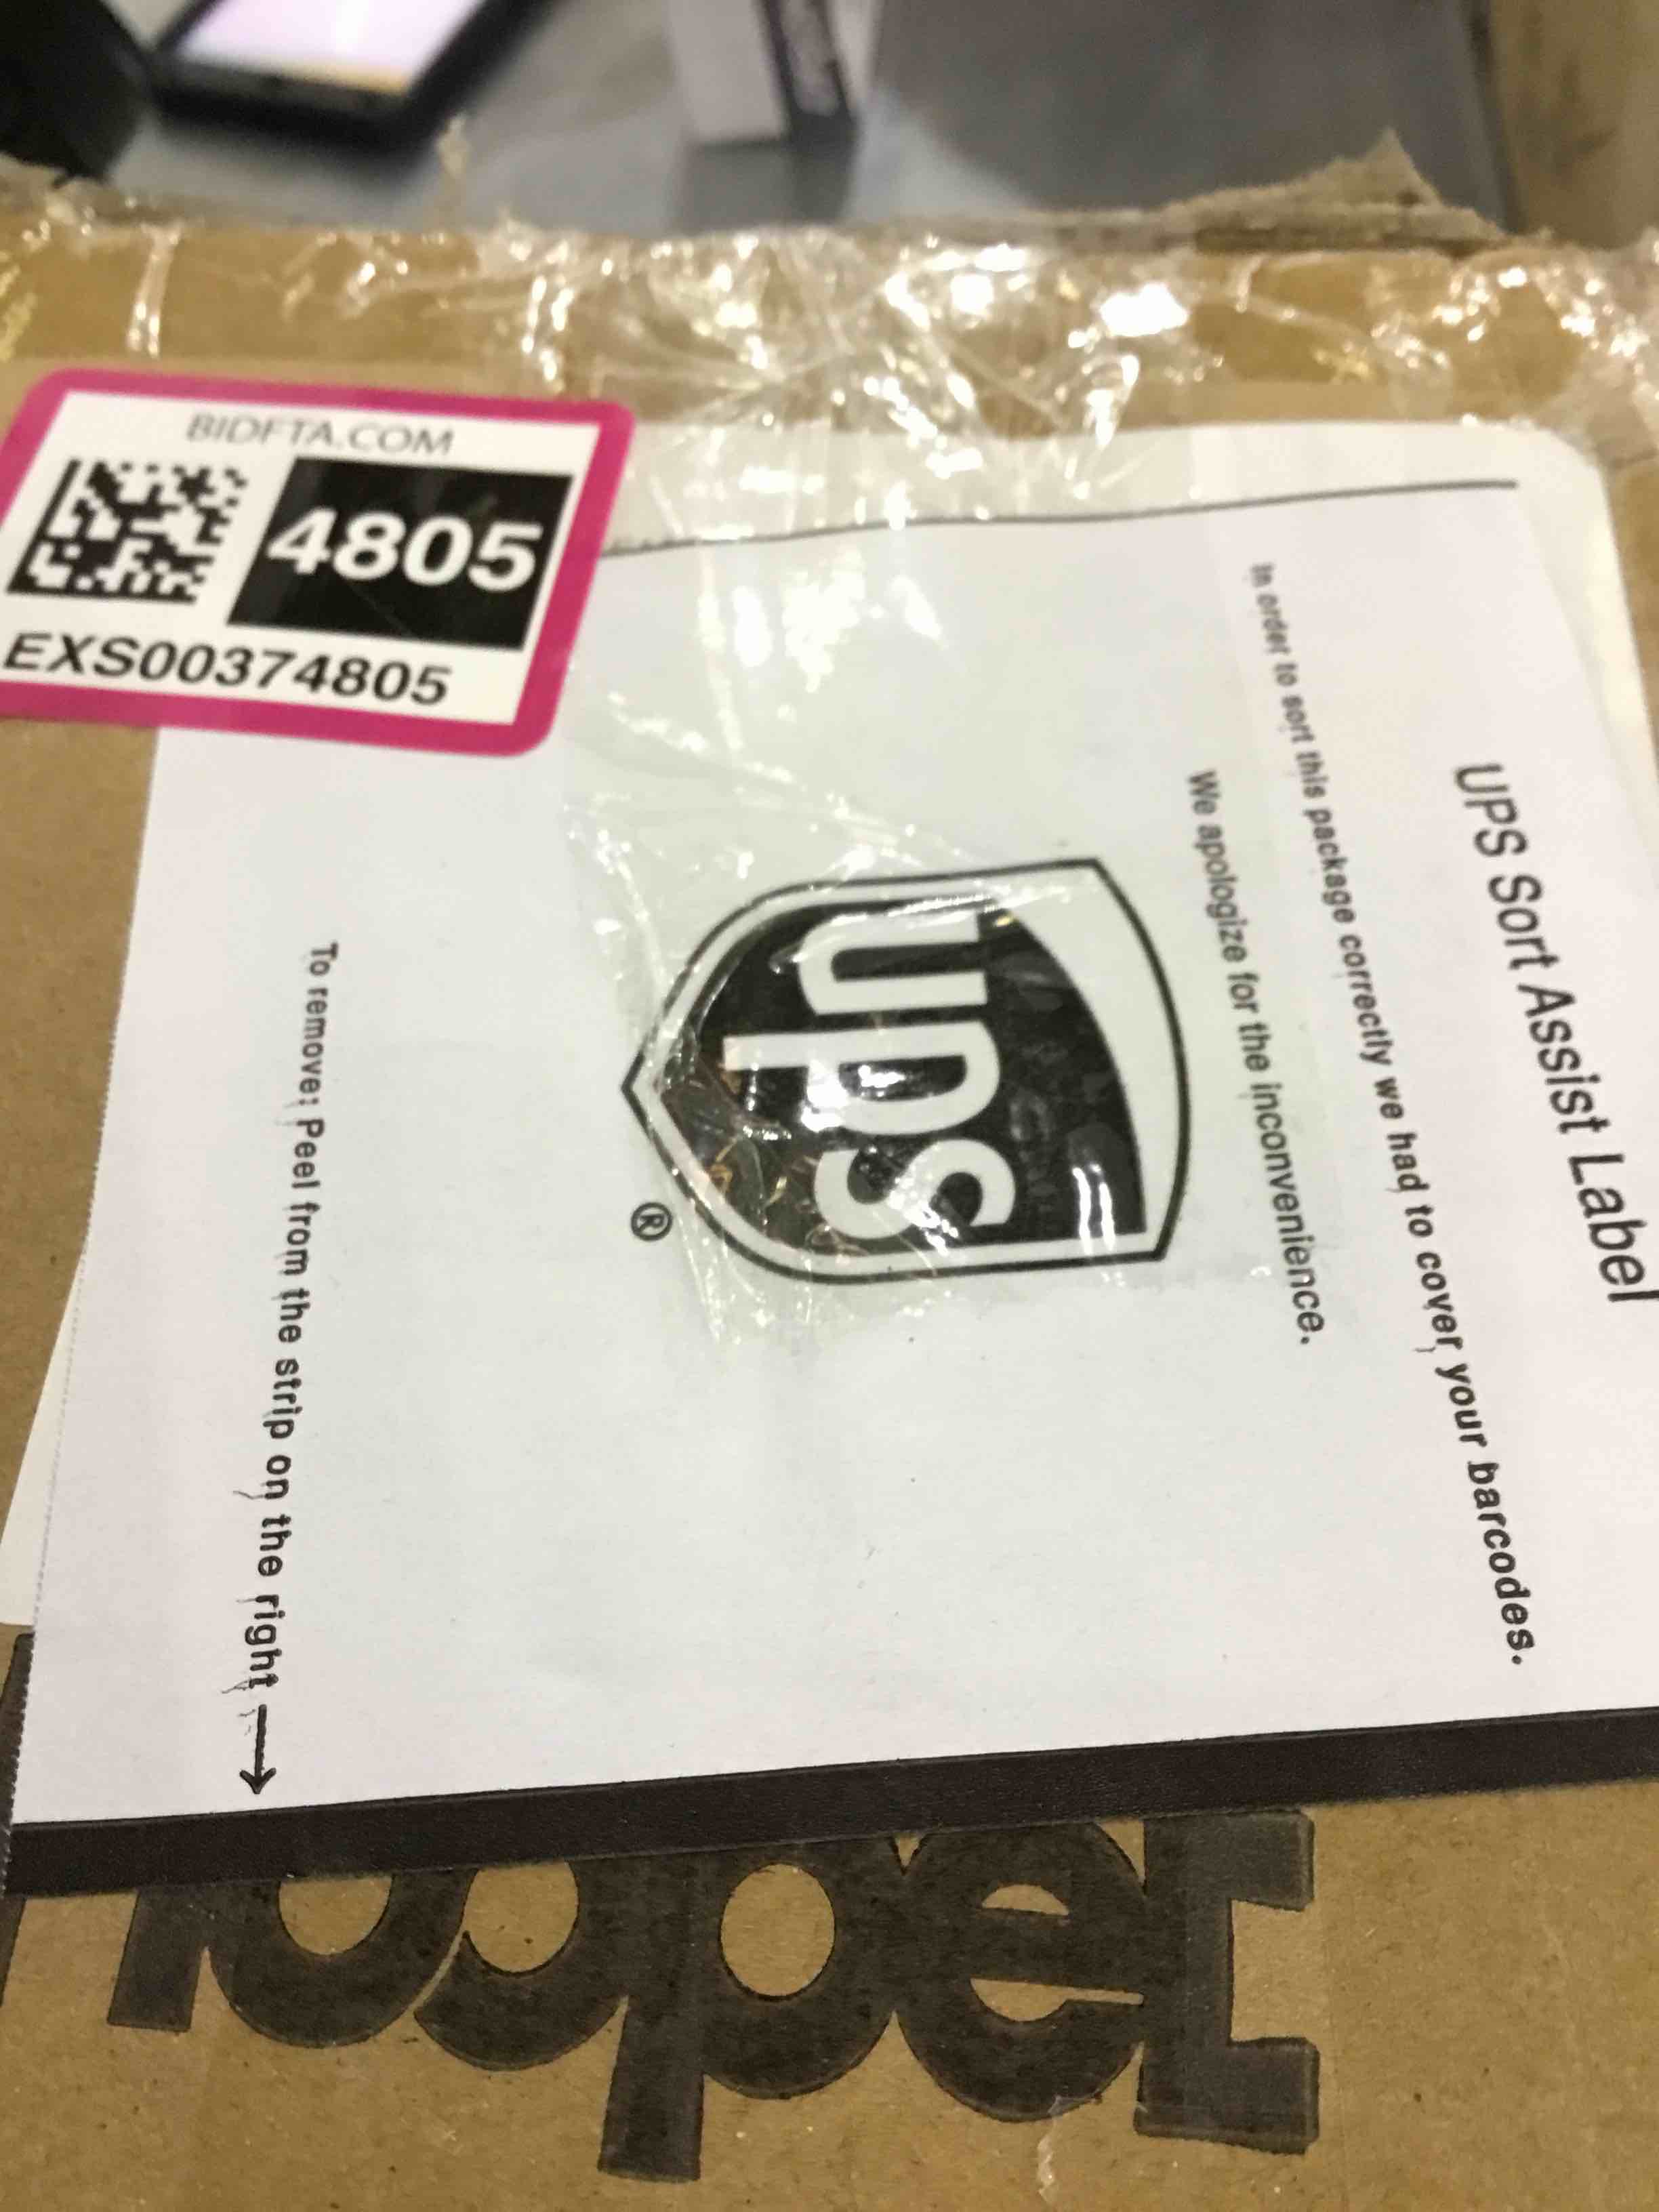 BIDFTA.COM
4805
EXS00374805
UPS Sort Assist Label
In order to sort this package correctly we had to cover your barcodes.
We apologize for the inconvenience.
ups
®
To remove: Peel from the strip on the right →